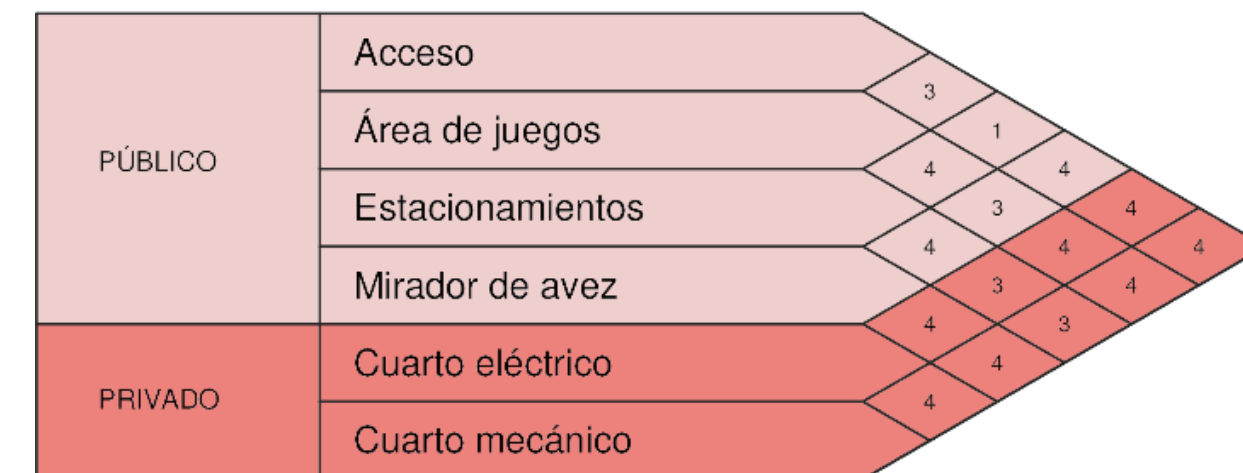 PÚBLICO
Acceso
Área de juegos
Estacionamientos
Mirador de avez
PRIVADO
Cuarto eléctrico
Cuarto mecánico
3
1
4
4
3
4
4
4
4
4
3
4
3
4
4